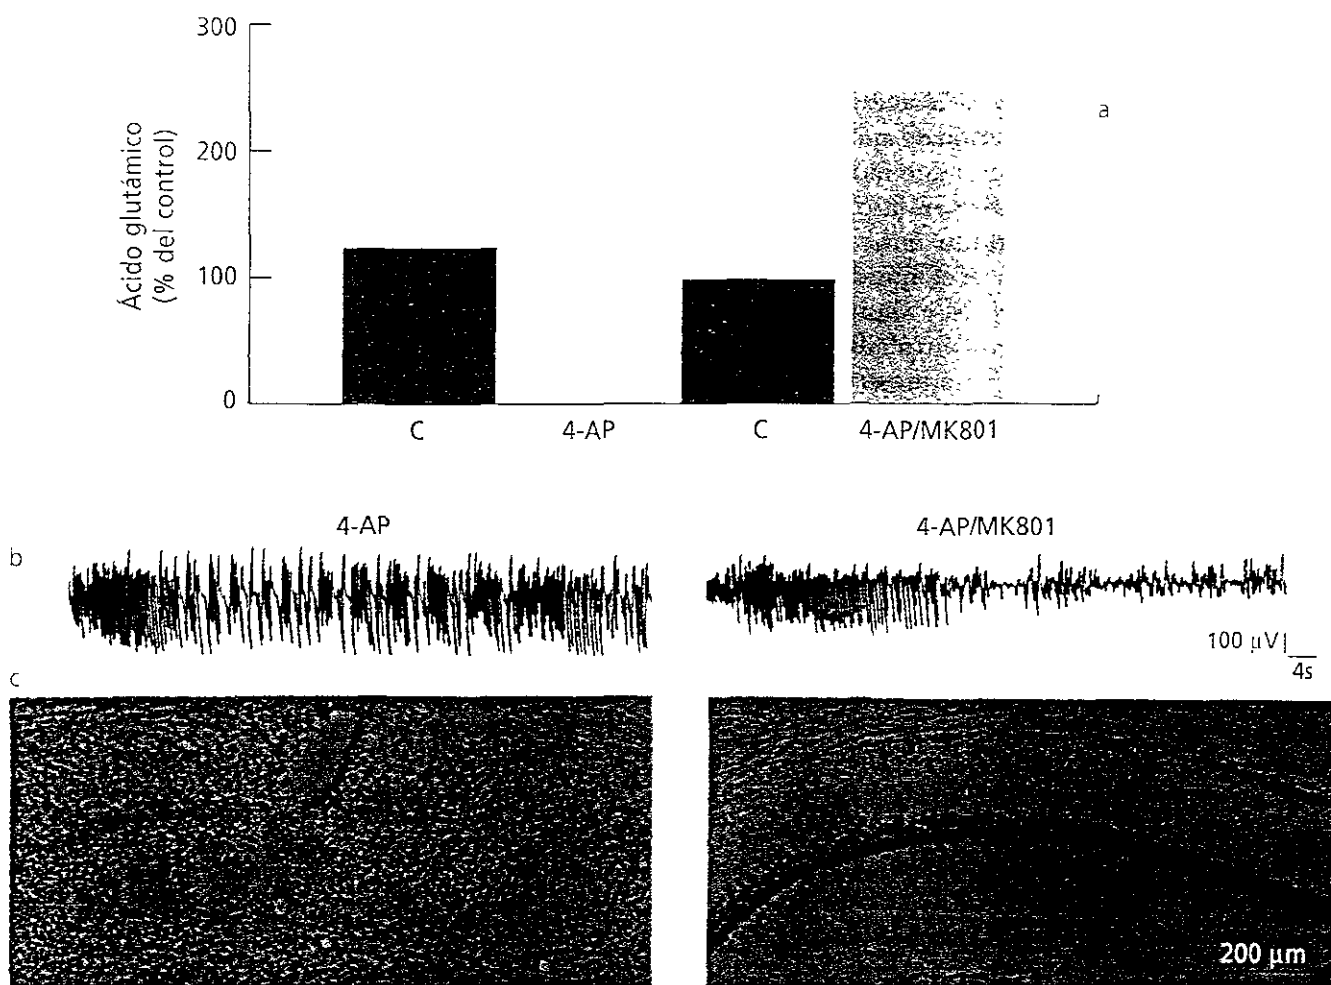 300
200
100
0
Ácido glutámico
(% del control)
a
C
4-AP
C
4-AP/MK801
b
4-AP
4-AP/MK801
100 µV
4s
c
200 µm